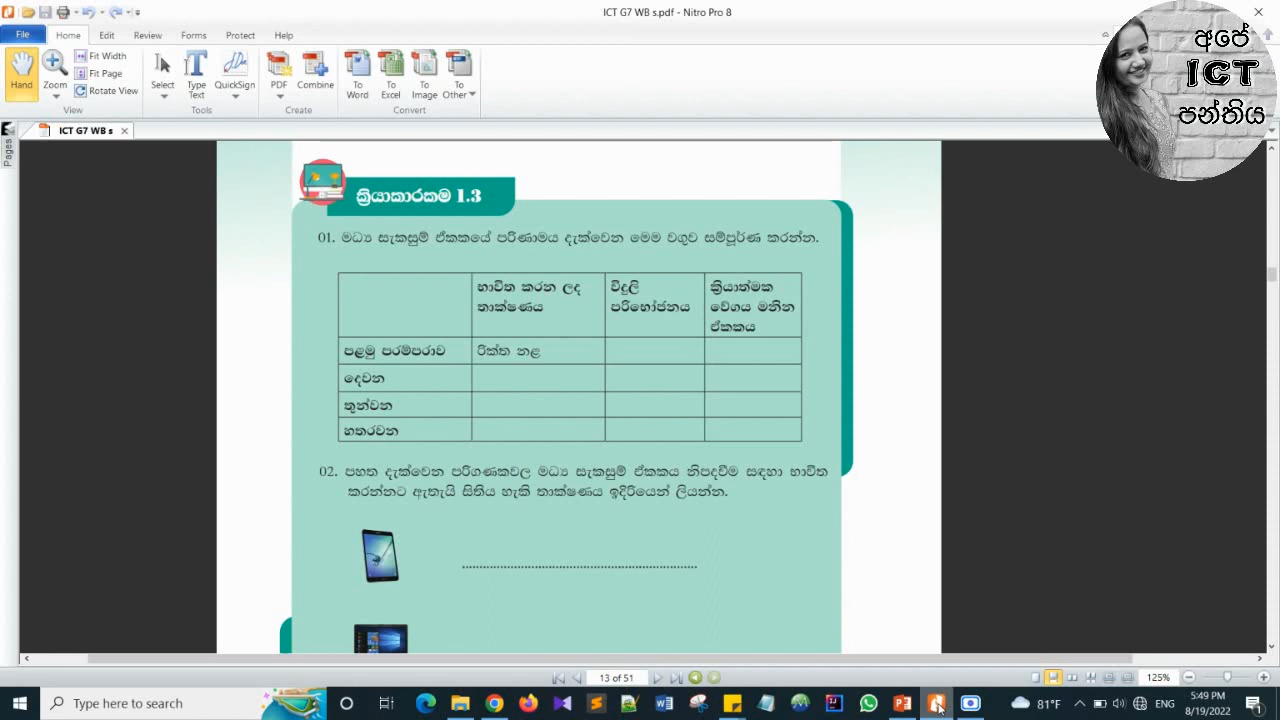 ICT G7 WB s.pdf - Nitro Pro 8
File Home Edit Review Forms Protect Help
Hand
Zoom
Fit Width
Fit Page
Rotate View
View
Select
Type Text
QuickSign
Tools
PDF
Combine
Create
To Word
To Excel
To Image
To Other
Convert
අපේ
ICT
පන්තිය
ICT G7 WB s
Pages
ක්‍රියාකාරකම 1.3
01. මධ්‍ය සැකසුම් ඒකකයේ පරිණාමය දැක්වෙන මෙම වගුව සම්පූර්ණ කරන්න.
භාවිත කරන ලද තාක්ෂණය
විදුලි පරිභෝජනය
ක්‍රියාත්මක වේගය මනින ඒකකය
පළමු පරම්පරාව රික්ත නළ
දෙවන
තුන්වන
හතරවන
02. පහත දැක්වෙන පරිගණකවල මධ්‍ය සැකසුම් ඒකකය නිපදවීම සඳහා භාවිත
කරන්නට ඇතැයි සිතිය හැකි තාක්ෂණය ඉදිරියෙන් ලියන්න.
13 of 51
125%
Type here to search
81°F
5:49 PM
8/19/2022
1